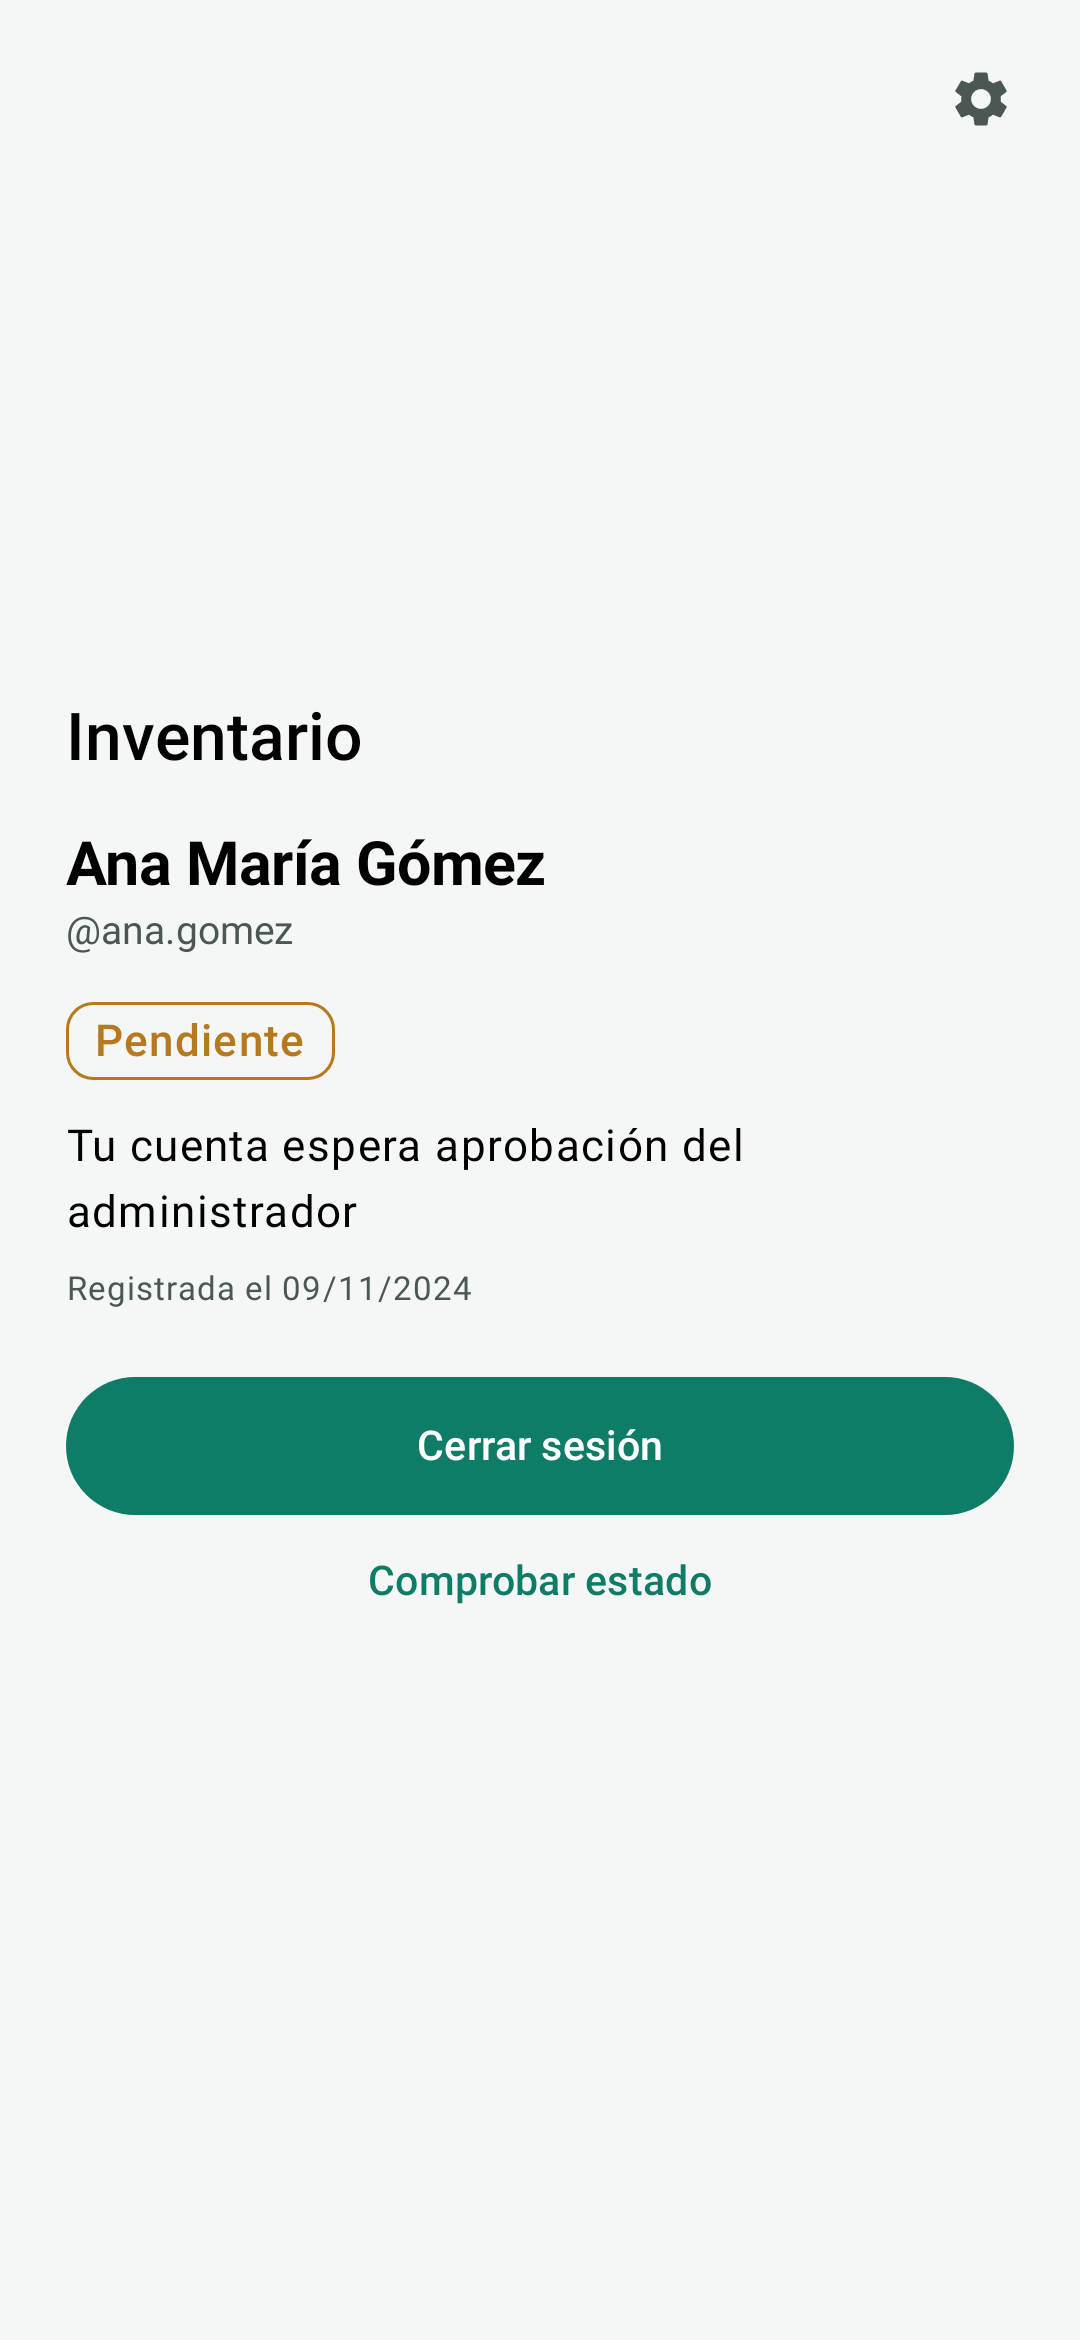 Inventario
Ana María Gómez
@ana.gomez
Pendiente
Tu cuenta espera aprobación del
administrador
Registrada el 09/11/2024
Cerrar sesión
Comprobar estado